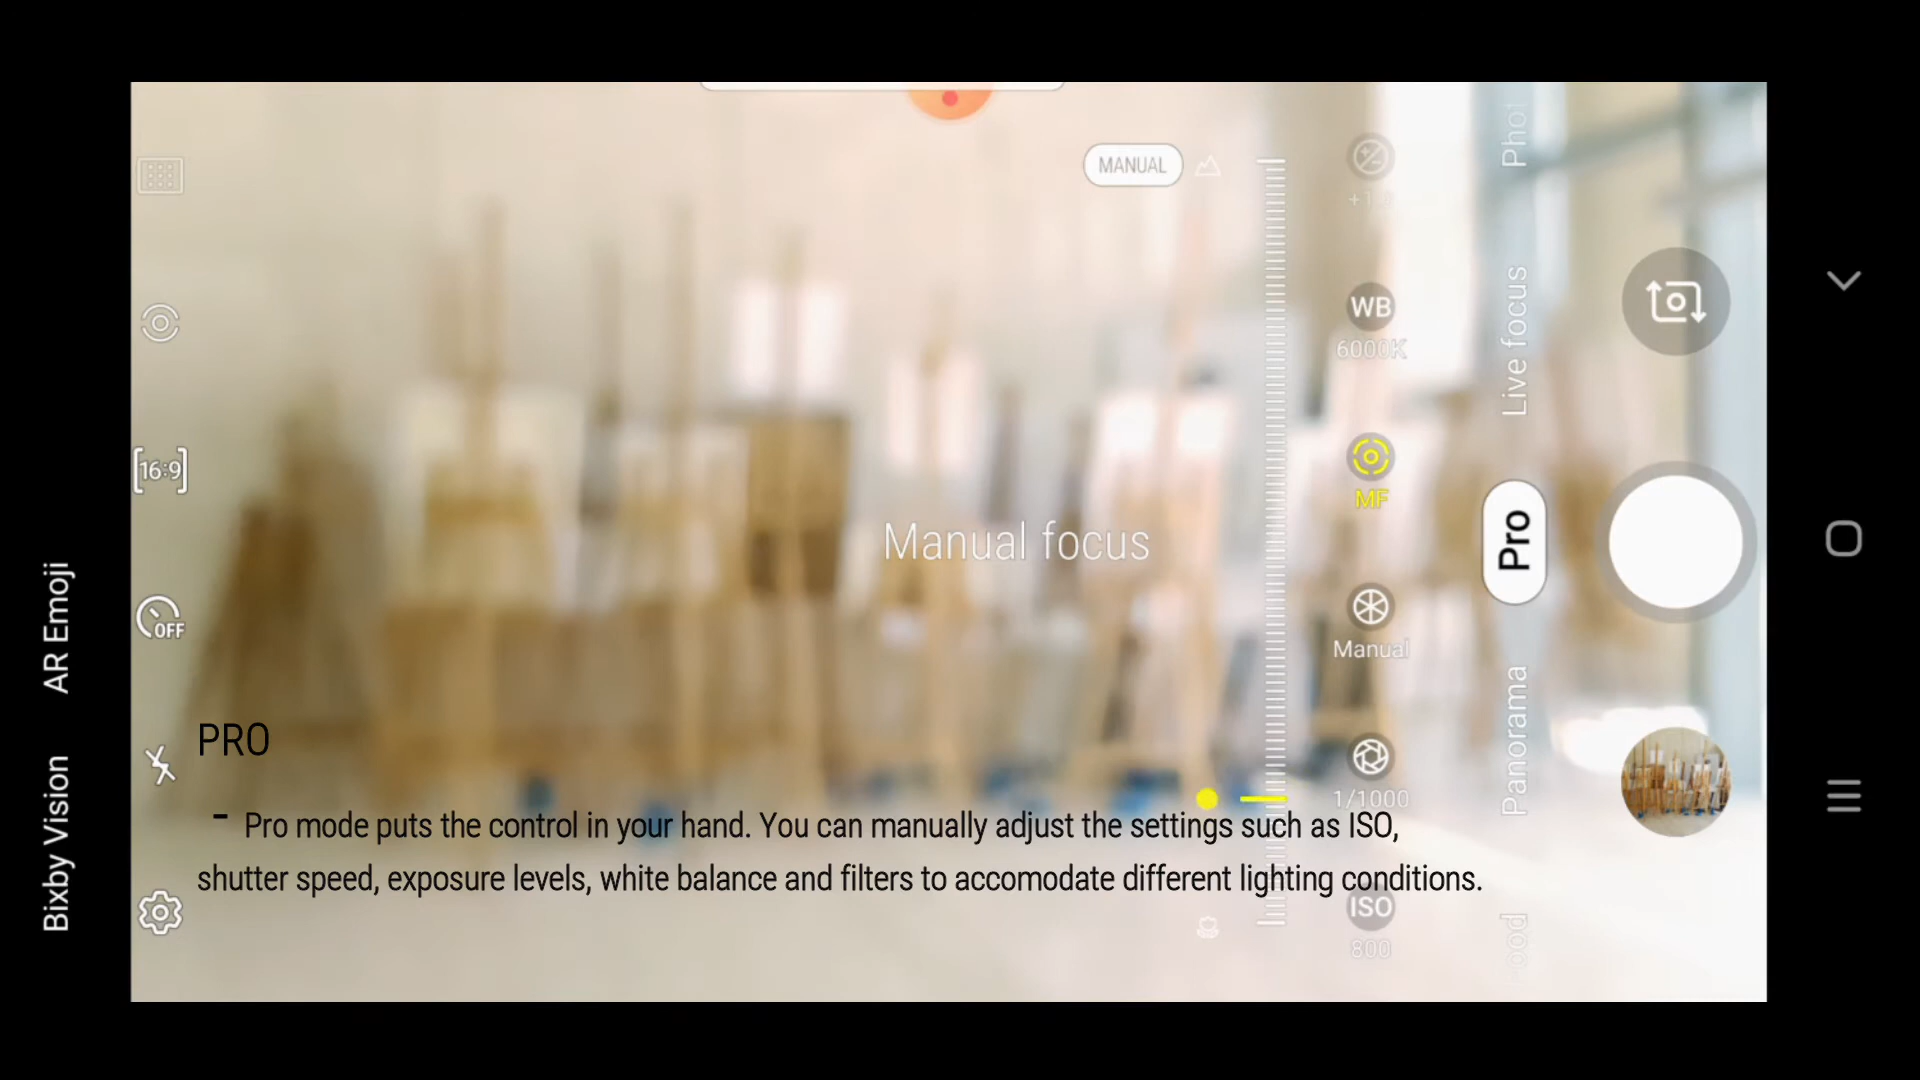 Bixby Vision
AR Emoji
16:9
OFF
MANUAL
Manual focus
WB
6000K
MF
Manual
1/1000
ISO
800
Live focus
Pro
Panorama
PRO
- Pro mode puts the control in your hand. You can manually adjust the settings such as ISO,
shutter speed, exposure levels, white balance and filters to accomodate different lighting conditions.